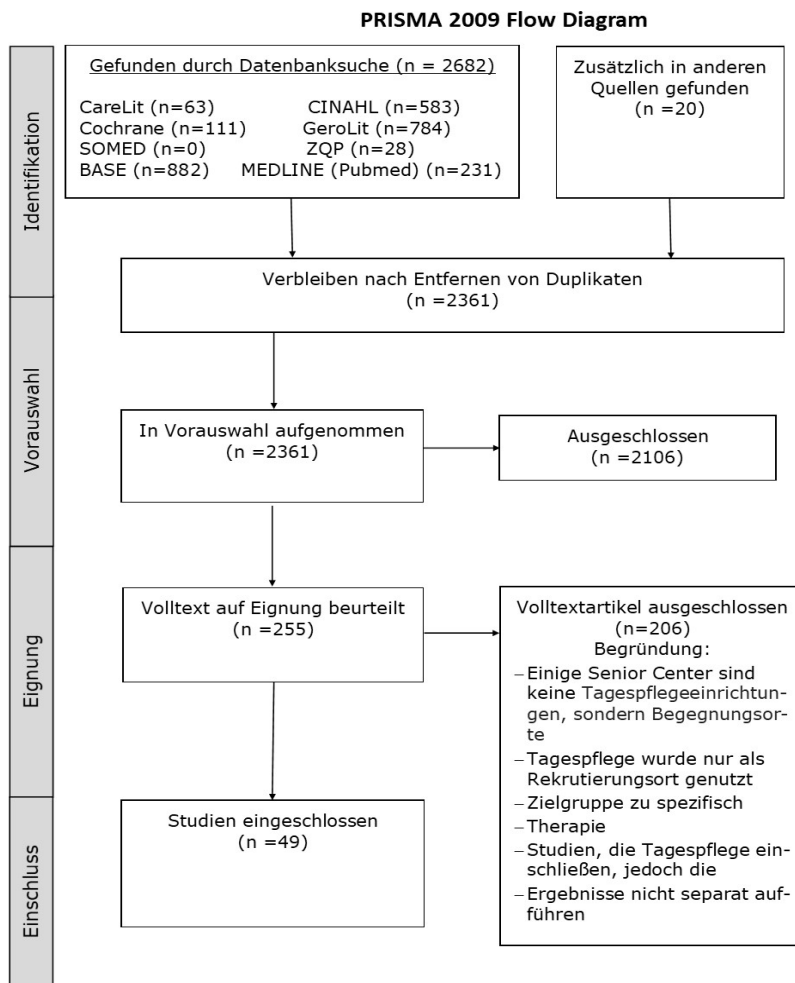 PRISMA 2009 Flow Diagram
Identifikation
Gefunden durch Datenbanksuche (n = 2682)
CareLit (n=63) CINAHL (n=583)
Cochrane (n=111) GeroLit (n=784)
SOMED (n=0) ZQP (n=28)
BASE (n=882) MEDLINE (Pubmed) (n=231)
Zusätzlich in anderen
Quellen gefunden
(n =20)
Verbleiben nach Entfernen von Duplikaten
(n =2361)
Vorauswahl
In Vorauswahl aufgenommen
(n =2361)
Ausgeschlossen
(n =2106)
Eignung
Volltext auf Eignung beurteilt
(n =255)
Volltextartikel ausgeschlossen
(n=206)
Begründung:
–Einige Senior Center sind
keine Tagespflegeeinrichtun-
gen, sondern Begegnungsor-
te
–Tagespflege wurde nur als
Rekrutierungsort genutzt
–Zielgruppe zu spezifisch
–Therapie
–Studien, die Tagespflege ein-
schließen, jedoch die
–Ergebnisse nicht separat auf-
führen
Einschluss
Studien eingeschlossen
(n =49)